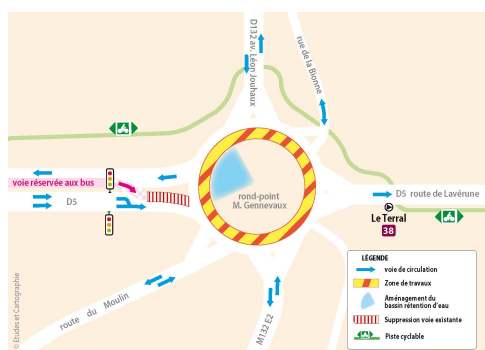 D132 av. Léon Jouhaux
rue de la Bionne
voie réservée aux bus
D5
rond-point
M. Gennevaux
D5 route de Lavérune
Le Terral
38
route du Moulin
M132 E2
© Etudes et Cartographie
LÉGENDE
voie de circulation
Zone de travaux
Aménagement du
bassin rétention d'eau
Suppression voie existante
Piste cyclable